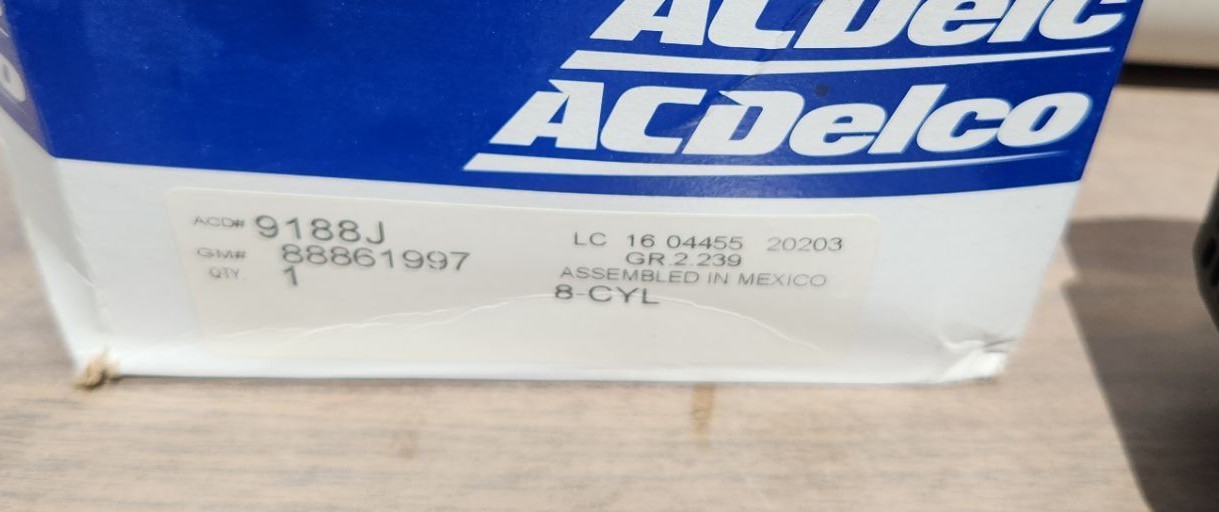 ACDelc
ACDelco
ACD# 9188J
GM# 88861997
QTY. 1
LC 16 04455 20203
GR.2.239
ASSEMBLED IN MEXICO
8-CYL